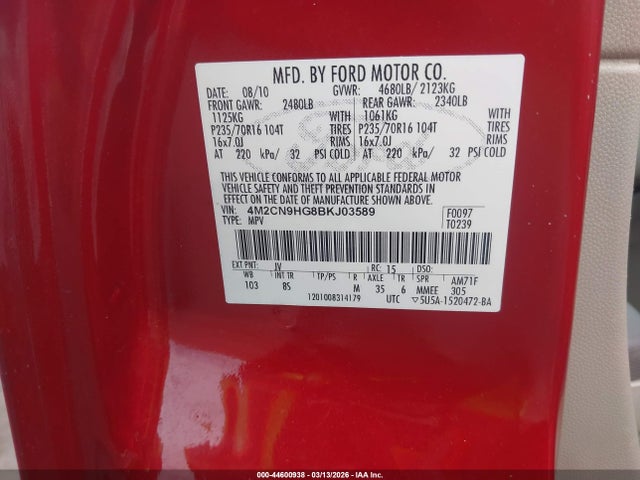 MFD. BY FORD MOTOR CO.
DATE: 08/10 GVWR: 4680LB/ 2123KG
FRONT GAWR: 2480LB REAR GAWR: 2340LB
1125KG WITH 1061KG WITH
P235/70R16 104T TIRES P235/70R16 104T TIRES
16x7.0J RIMS 16x7.0J RIMS
AT 220 kPa/ 32 PSI COLD AT 220 kPa/ 32 PSI COLD
THIS VEHICLE CONFORMS TO ALL APPLICABLE FEDERAL MOTOR
VEHICLE SAFETY AND THEFT PREVENTION STANDARDS IN
EFFECT ON THE DATE OF MANUFACTURE SHOWN ABOVE.
VIN: 4M2CN9HG8BKJ03589 F0097
TYPE: MPV T0239
EXT PNT: JV RC: 15 DSO:
WB INT TR TP/PS R AXLE TR SPR AM71F
103 8S M 35 6 MMEE 305
1201008314179 UTC ▽5U5A-1520472-BA
Ford
000-44600938 - 03/13/2026 - IAA Inc.